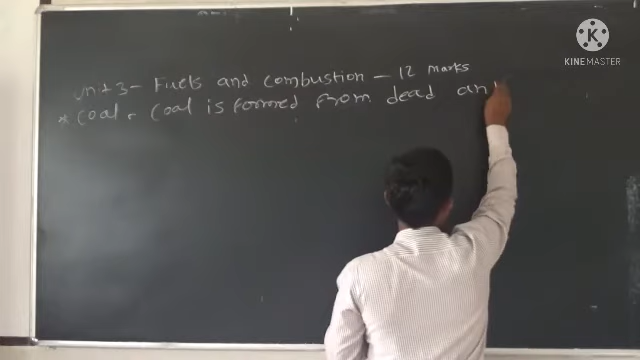 Unit 3 - Fuels and combustion - 12 marks
* Coal - Coal is formed from dead an
KINEMASTER